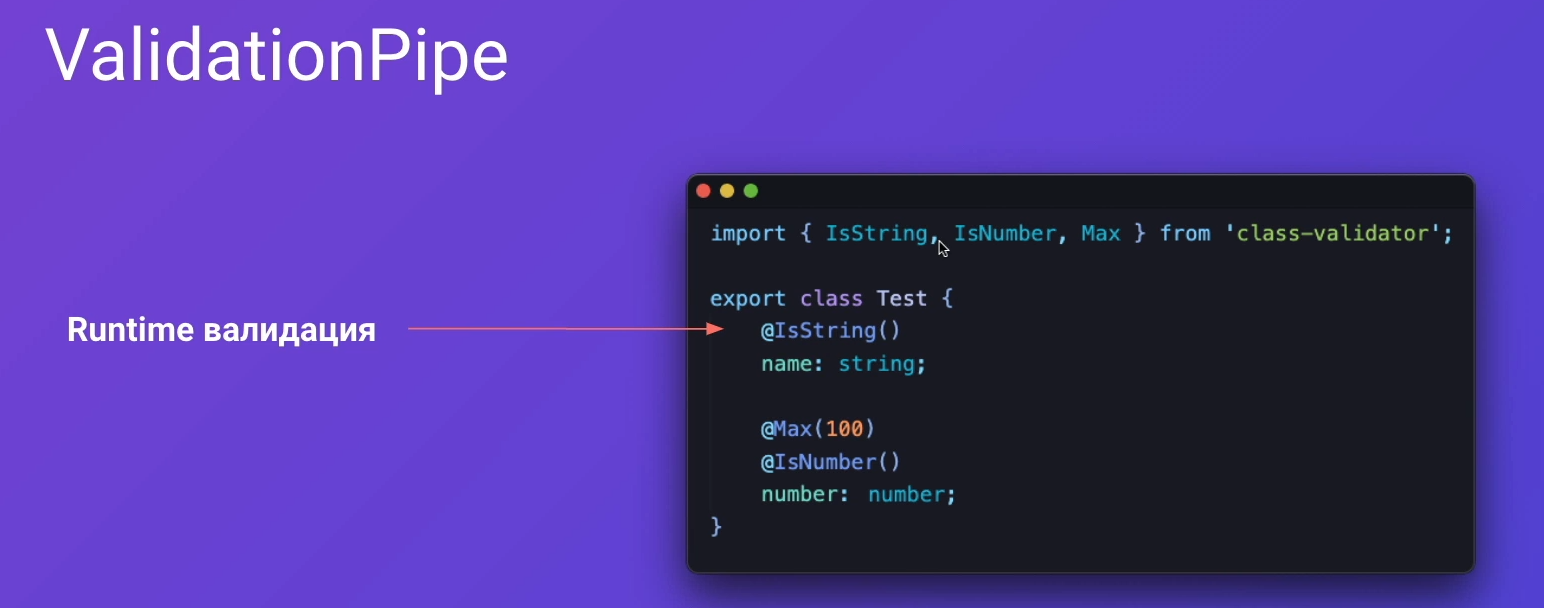 ValidationPipe
import { IsString, IsNumber, Max } from 'class-validator';
export class Test {
Runtime валидация
@IsString()
name: string;
@Max(100)
@IsNumber()
number: number;
}